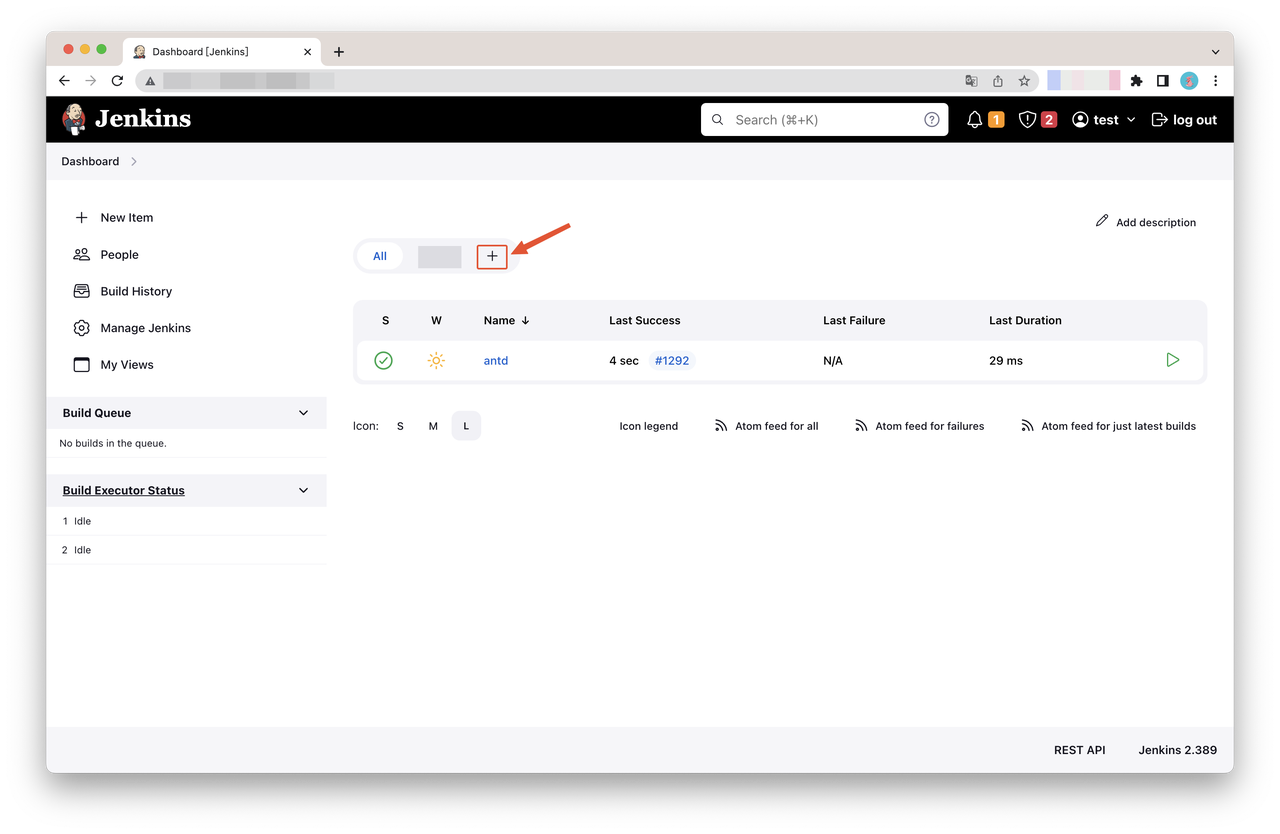 Dashboard [Jenkins]
Jenkins
Search (⌘+K)
1
2
test
log out
Dashboard
New Item
People
Build History
Manage Jenkins
My Views
Build Queue
No builds in the queue.
Build Executor Status
1 Idle
2 Idle
Add description
All
S W Name ↓ Last Success Last Failure Last Duration
antd 4 sec #1292 N/A 29 ms
Icon: S M L
Icon legend
Atom feed for all
Atom feed for failures
Atom feed for just latest builds
REST API
Jenkins 2.389